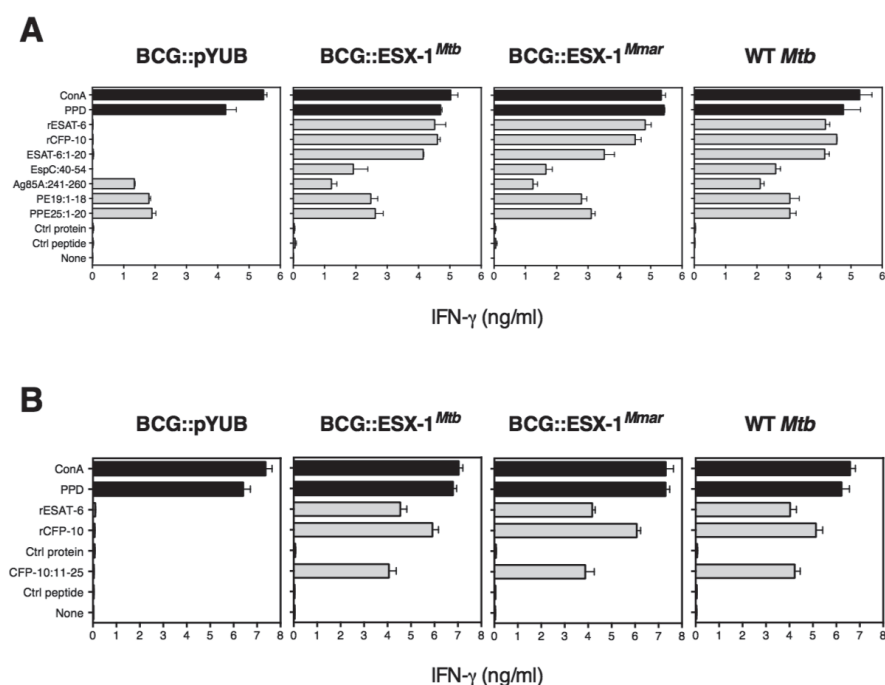 A
BCG::pYUB BCG::ESX-1Mtb BCG::ESX-1Mmar WT Mtb
ConA
PPD
rESAT-6
rCFP-10
ESAT-6:1-20
EspC:40-54
Ag85A:241-260
PE19:1-18
PPE25:1-20
Ctrl protein
Ctrl peptide
None
0 1 2 3 4 5 6 0 1 2 3 4 5 6 0 1 2 3 4 5 6 0 1 2 3 4 5 6
IFN-γ (ng/ml)
B
BCG::pYUB BCG::ESX-1Mtb BCG::ESX-1Mmar WT Mtb
ConA
PPD
rESAT-6
rCFP-10
Ctrl protein
CFP-10:11-25
Ctrl peptide
None
0 1 2 3 4 5 6 7 8 0 1 2 3 4 5 6 7 8 0 1 2 3 4 5 6 7 8 0 1 2 3 4 5 6 7 8
IFN-γ (ng/ml)